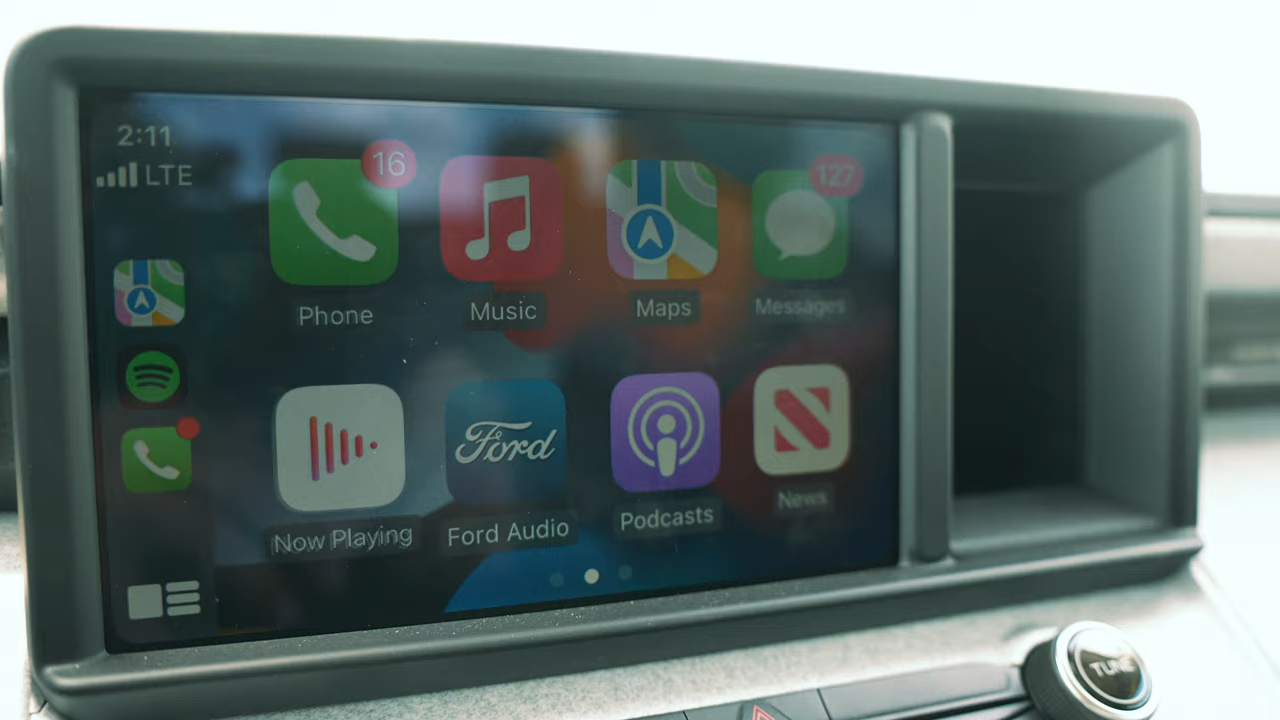 2:11
LTE
16
127
Phone
Music
Maps
Messages
Ford
Now Playing
Ford Audio
Podcasts
News
TUNE